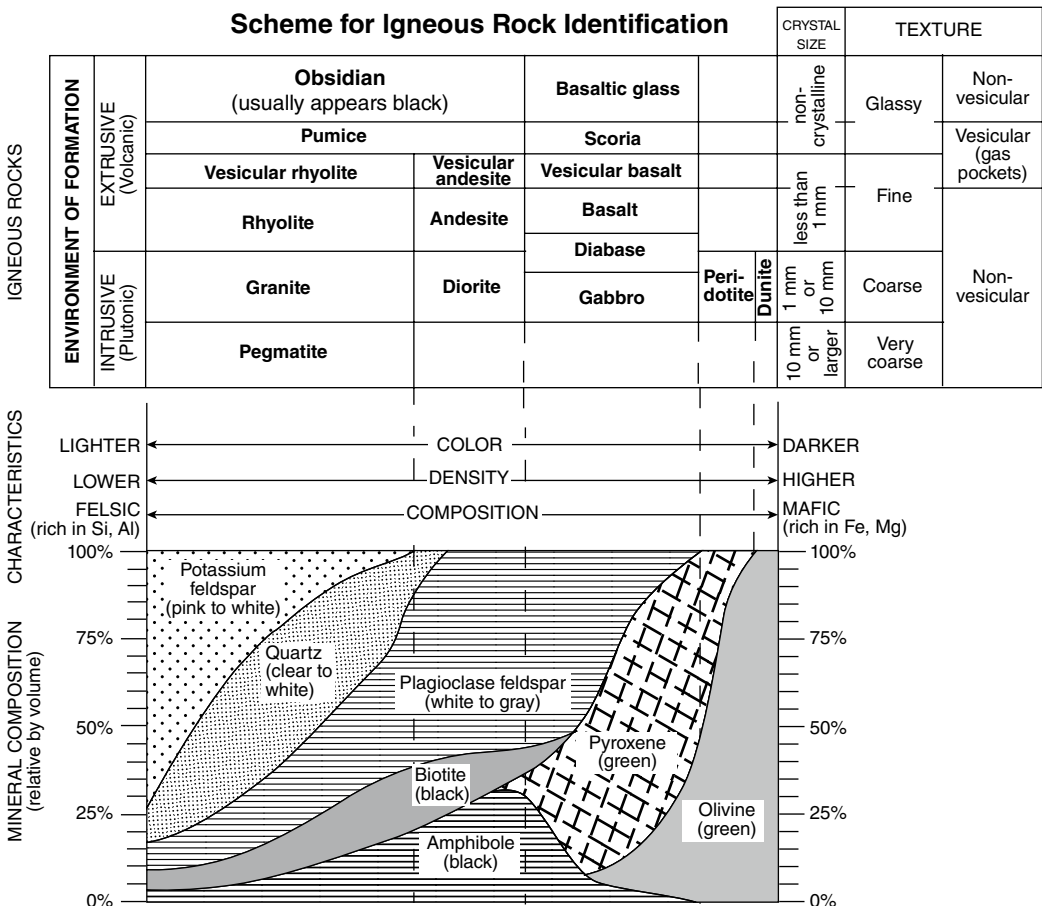 Scheme for Igneous Rock Identification
CRYSTAL
SIZE
TEXTURE
IGNEOUS ROCKS
ENVIRONMENT OF FORMATION
EXTRUSIVE
(Volcanic)
INTRUSIVE
(Plutonic)
Obsidian
(usually appears black)
Basaltic glass
non-
crystalline
Glassy
Non-
vesicular
Pumice
Scoria
Vesicular
(gas
pockets)
Vesicular rhyolite
Vesicular
andesite
Vesicular basalt
less than
1 mm
Fine
Rhyolite
Andesite
Basalt
Diabase
Granite
Diorite
Gabbro
Peri-
dotite
Dunite
1 mm
or
10 mm
Coarse
Non-
vesicular
Pegmatite
10 mm
or
larger
Very
coarse
CHARACTERISTICS
LIGHTER
COLOR
DARKER
LOWER
DENSITY
HIGHER
FELSIC
(rich in Si, Al)
COMPOSITION
MAFIC
(rich in Fe, Mg)
MINERAL COMPOSITION
(relative by volume)
100%
75%
50%
25%
0%
Potassium
feldspar
(pink to white)
Quartz
(clear to
white)
Plagioclase feldspar
(white to gray)
Biotite
(black)
Amphibole
(black)
Pyroxene
(green)
Olivine
(green)
100%
75%
50%
25%
0%